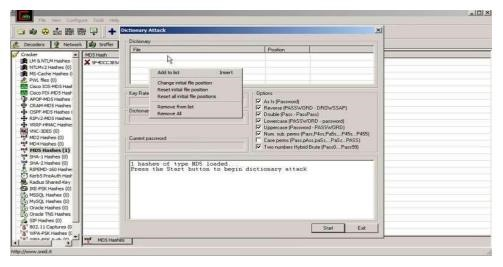 File View Configure Tools Help
Decoders Network Sniffer
Cracker
LM & NTLM Hashes
NTLMv2 Hashes (0)
MS-Cache Hashes (
PWL files (0)
Cisco IOS-MD5 Hash
Cisco PIX-MD5 Hash
APOP-MD5 Hashes
CRAM-MD5 Hashes
OSPF-MD5 Hashes (
RIPv2-MD5 Hashes
VRRP-HMAC Hashes
VNC-3DES (0)
MD2 Hashes (0)
MD4 Hashes (0)
MD5 Hashes (1)
SHA-1 Hashes (0)
SHA-2 Hashes (0)
RIPEMD-160 Hashe
Kerb5 PreAuth Hash
Radius Shared-Key
IKE-PSK Hashes (0)
MSSQL Hashes (0)
MySQL Hashes (0)
Oracle Hashes (0)
Oracle TNS Hashes
SIP Hashes (0)
802.11 Captures (0
WPA-PSK Hashes (0
MD5 Hash
MD5 Hashes
http://www.oxid.it
Dictionary Attack
Dictionary
File Position
Add to list Insert
Change initial file position
Reset initial file position
Reset all initial file positions
Remove from list
Remove All
Key Rate
Dictionar
Current password
Options
As Is (Password)
Reverse (PASSWORD - DROWSSAP)
Double (Pass - PassPass)
Lowercase (PASSWORD - password)
Uppercase (Password - PASSWORD)
Num. sub. perms (Pass,P4ss,Pa5s,...P45s...P455)
Case perms (Pass,pAss,paSs,...PaSs...PASS)
Two numbers Hybrid Brute (Pass0...Pass99)
1 hashes of type MD5 loaded...
Press the Start button to begin dictionary attack
Start Exit